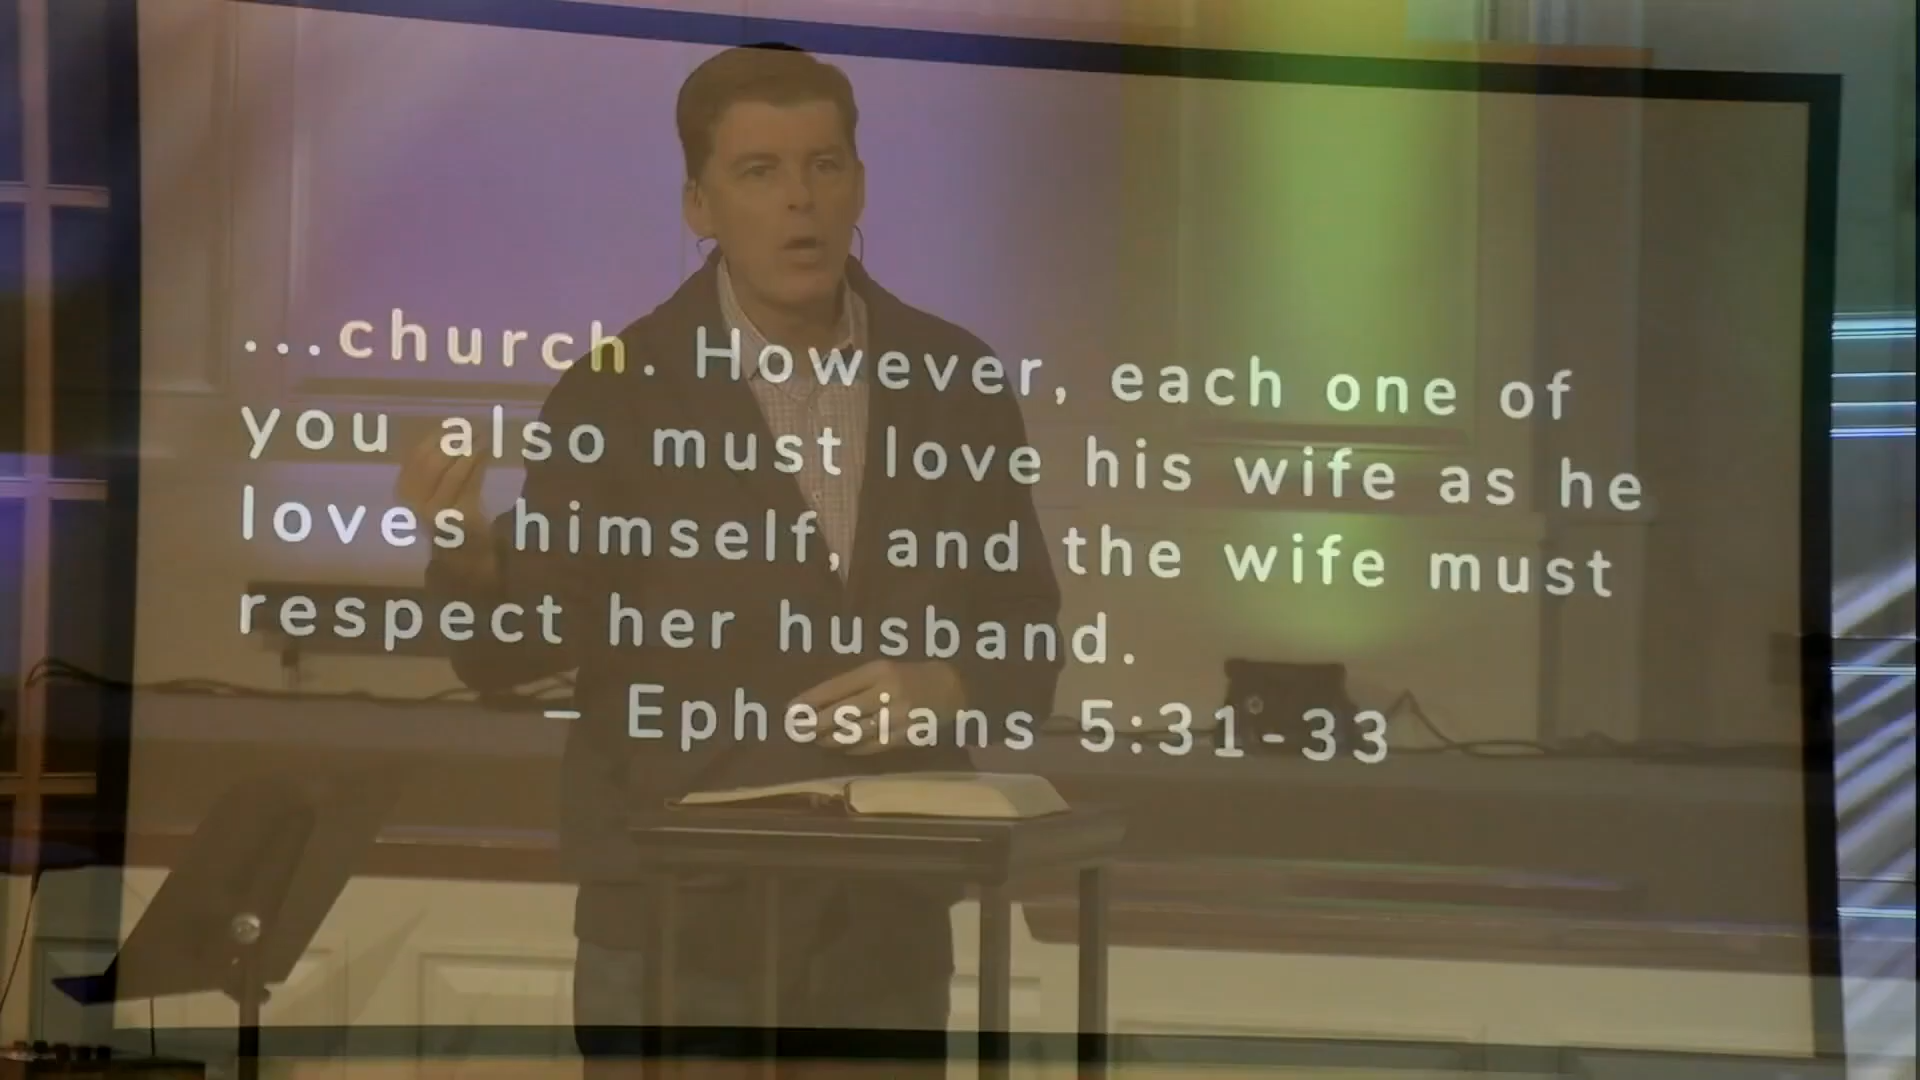 ...church. However, each one of
you also must love his wife as he
loves himself, and the wife must
respect her husband.
– Ephesians 5:31-33